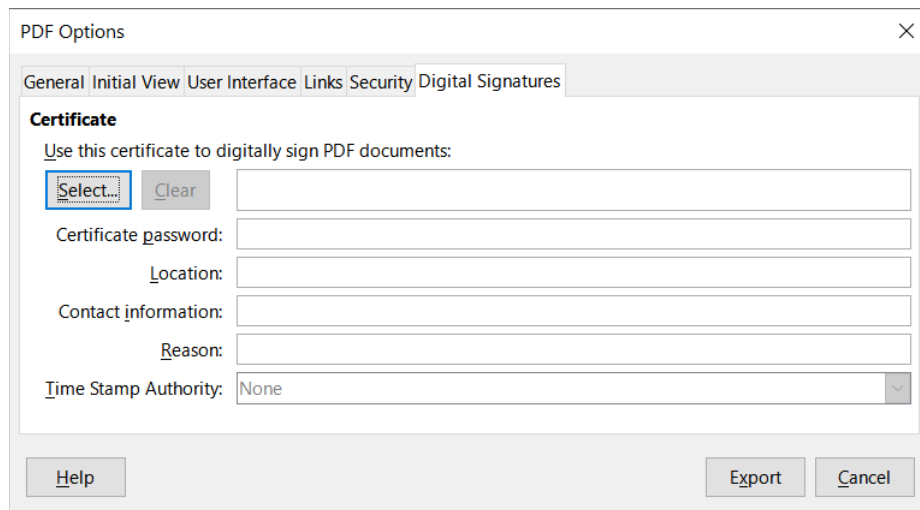 PDF Options
General Initial View User Interface Links Security Digital Signatures
Certificate
Use this certificate to digitally sign PDF documents:
Select... Clear
Certificate password:
Location:
Contact information:
Reason:
Time Stamp Authority: None
Help Export Cancel